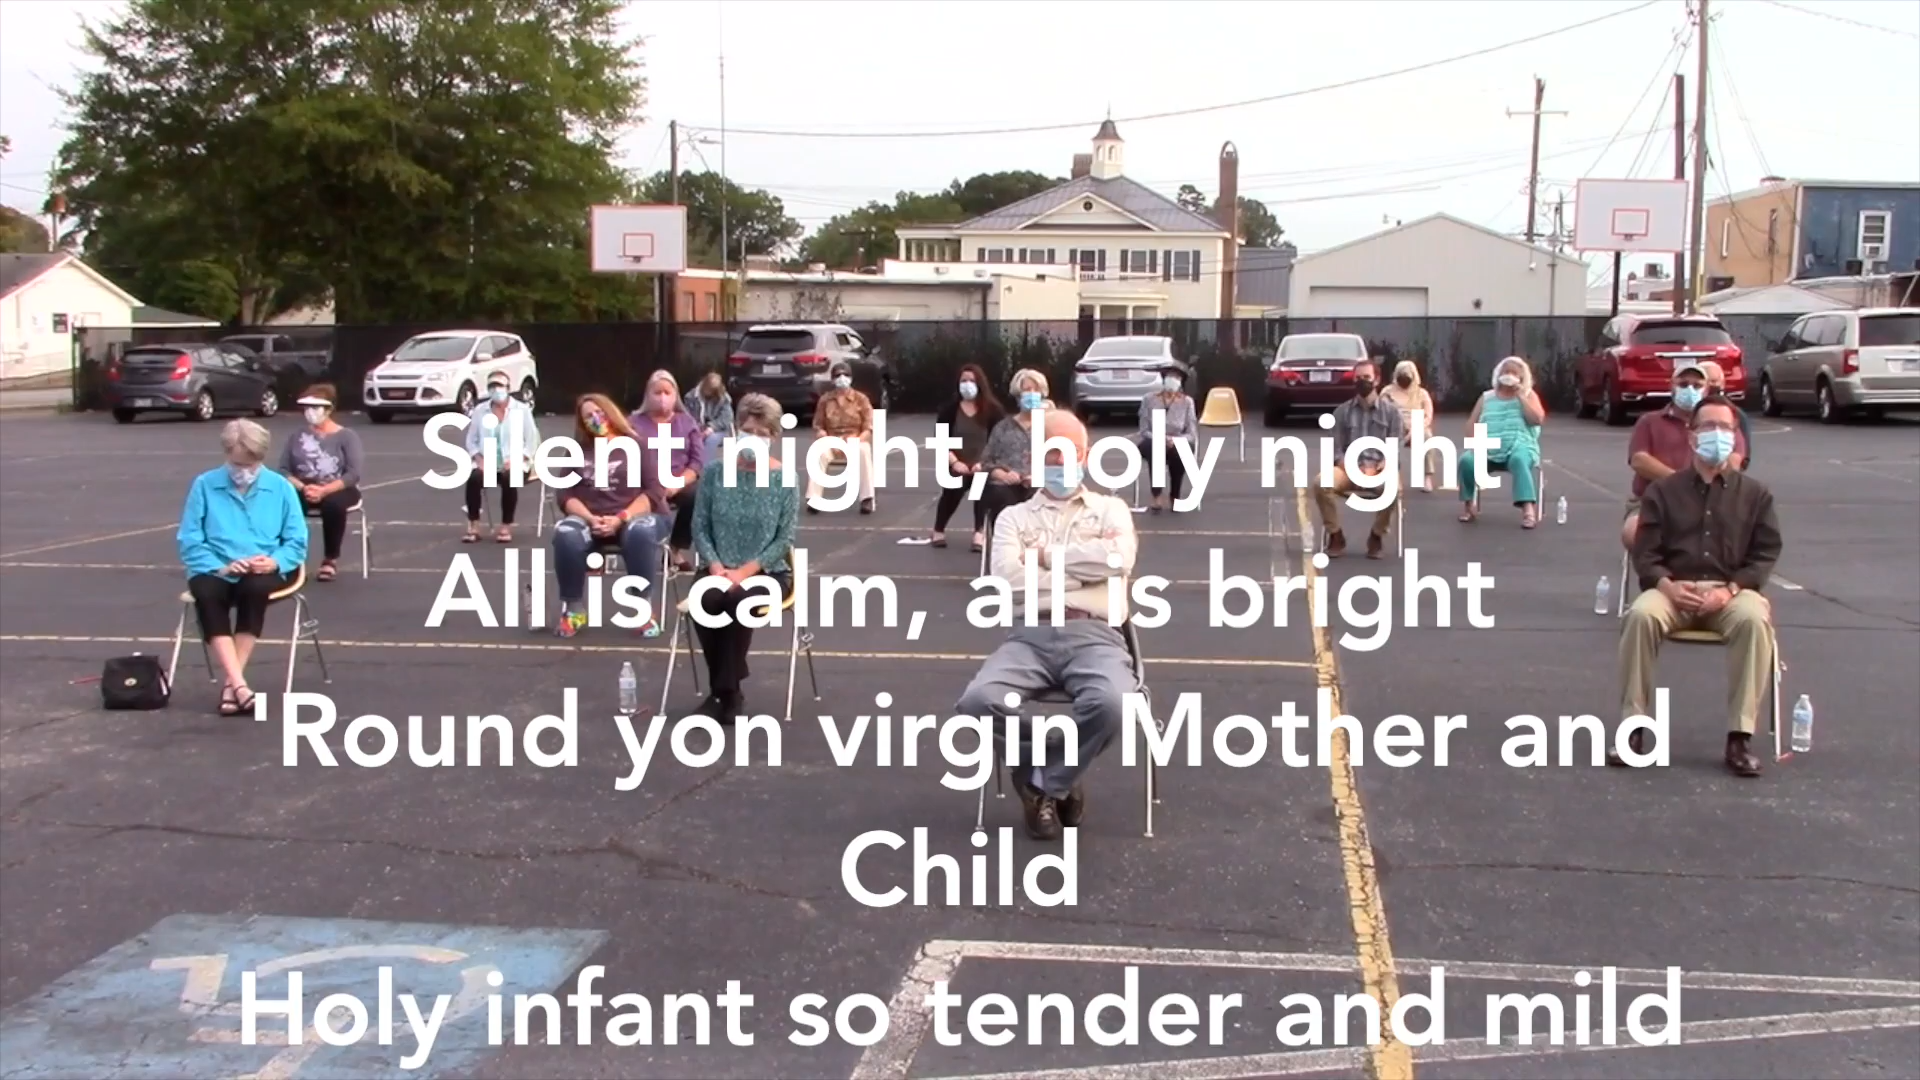 Silent night, holy night
All is calm, all is bright
'Round yon virgin Mother and
Child
Holy infant so tender and mild